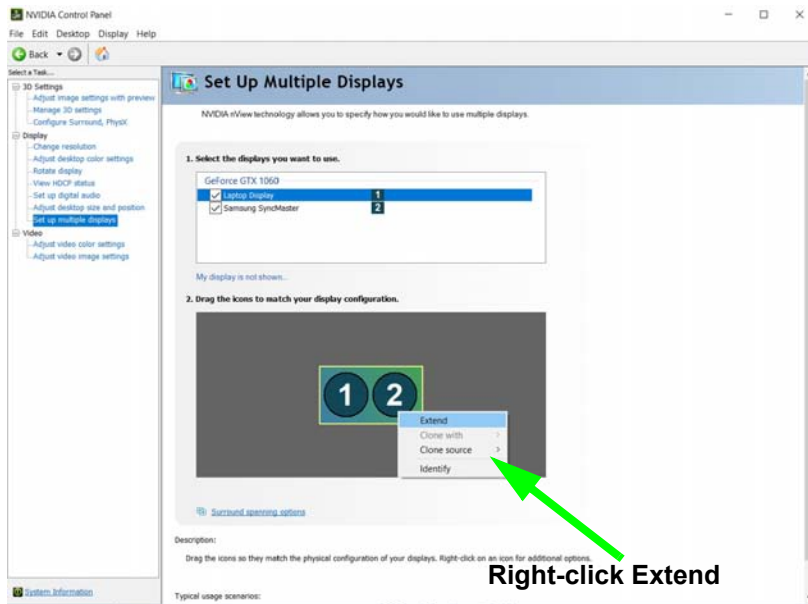 NVIDIA Control Panel
File Edit Desktop Display Help
Back
Select a Task...
3D Settings
Adjust image settings with preview
Manage 3D settings
Configure Surround, PhysX
Display
Change resolution
Adjust desktop color settings
Rotate display
View HDCP status
Set up digital audio
Adjust desktop size and position
Set up multiple displays
Video
Adjust video color settings
Adjust video image settings
System Information
Set Up Multiple Displays
NVIDIA nView technology allows you to specify how you would like to use multiple displays.
1. Select the displays you want to use.
GeForce GTX 1060
Laptop Display 1
Samsung SyncMaster 2
My display is not shown...
2. Drag the icons to match your display configuration.
1 2
Extend
Clone with
Clone source
Identify
Surround spanning options
Description:
Drag the icons so they match the physical configuration of your displays. Right-click on an icon for additional options.
Right-click Extend
Typical usage scenarios: